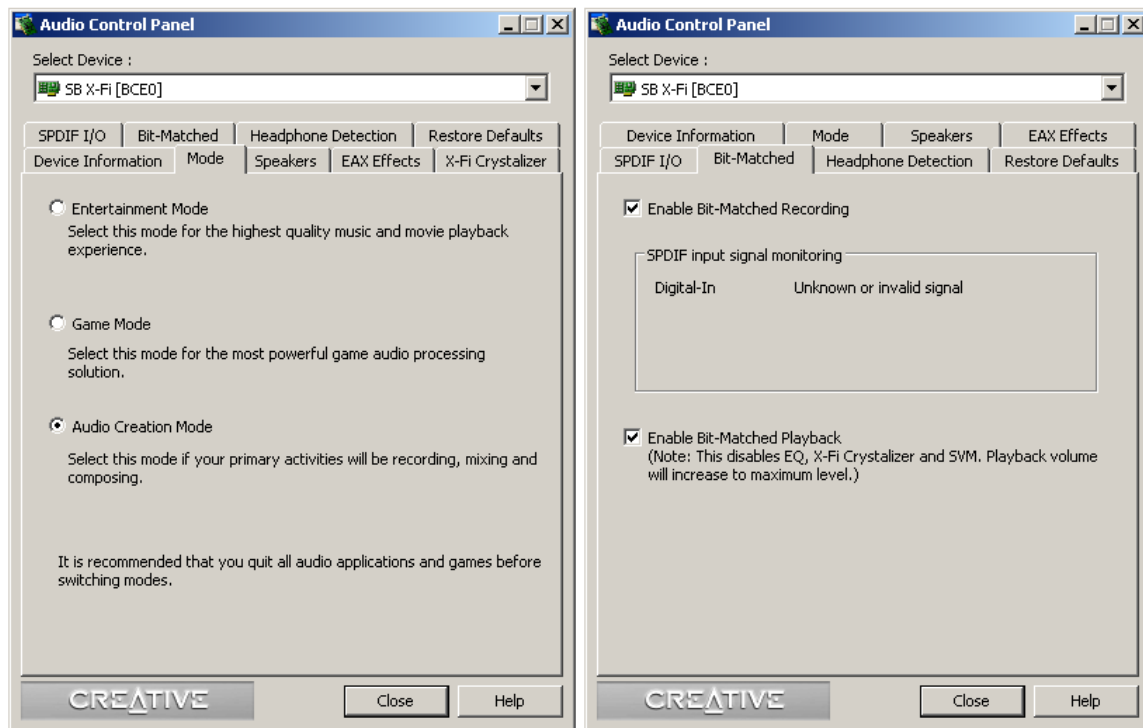 Audio Control Panel
Select Device :
SB X-Fi [BCE0]
SPDIF I/O
Bit-Matched
Headphone Detection
Restore Defaults
Device Information
Mode
Speakers
EAX Effects
X-Fi Crystalizer
Entertainment Mode
Select this mode for the highest quality music and movie playback
experience.
Game Mode
Select this mode for the most powerful game audio processing
solution.
Audio Creation Mode
Select this mode if your primary activities will be recording, mixing and
composing.
It is recommended that you quit all audio applications and games before
switching modes.
CREATIVE
Close
Help
Audio Control Panel
Select Device :
SB X-Fi [BCE0]
Device Information
Mode
Speakers
EAX Effects
SPDIF I/O
Bit-Matched
Headphone Detection
Restore Defaults
Enable Bit-Matched Recording
SPDIF input signal monitoring
Digital-In Unknown or invalid signal
Enable Bit-Matched Playback
(Note: This disables EQ, X-Fi Crystalizer and SVM. Playback volume
will increase to maximum level.)
CREATIVE
Close
Help